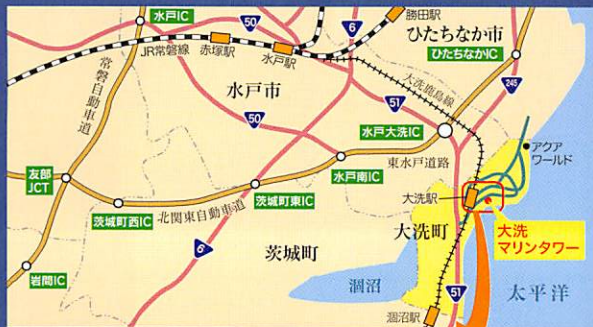 水戸IC
50
6
勝田駅
ひたちなか市
JR常磐線
赤塚駅
水戸駅
ひたちなかIC
常磐自動車道
水戸市
大洗鹿島線
245
51
50
水戸大洗IC
アクア
ワールド
友部
JCT
水戸南IC
東水戸道路
茨城町西IC
北関東自動車道
茨城町東IC
大洗駅
大洗町
大洗
マリンタワー
6
茨城町
岩間IC
涸沼
51
太平洋
涸沼駅